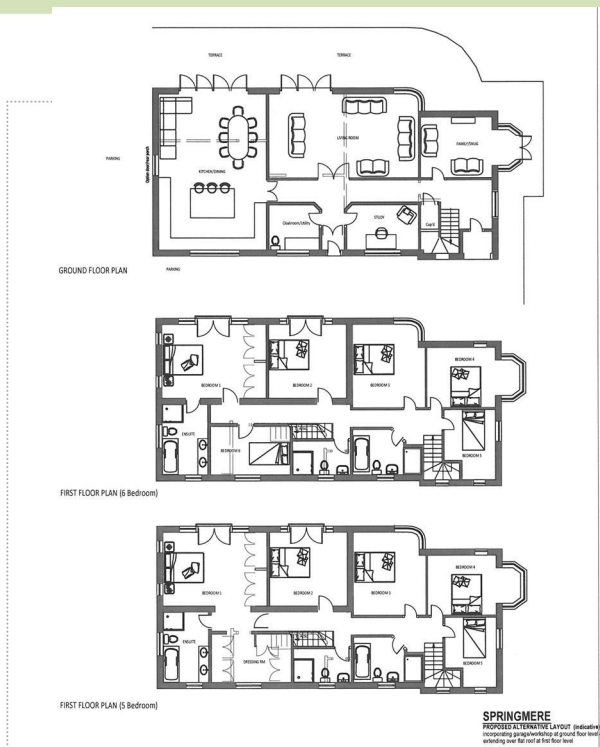 TERRACE
TERRACE
PARKING
LIVING ROOM
FAMILY/SNUG
KITCHEN/DINING
Cloakroom/Utility
STUDY
Cup'd
GROUND FLOOR PLAN
PARKING
BEDROOM 1
BEDROOM 2
BEDROOM 3
BEDROOM 4
ENSUITE
BEDROOM 6
BEDROOM 5
FIRST FLOOR PLAN (6 Bedroom)
BEDROOM 1
BEDROOM 2
BEDROOM 3
BEDROOM 4
ENSUITE
DRESSING RM
BEDROOM 5
FIRST FLOOR PLAN (5 Bedroom)
SPRINGMERE
PROPOSED ALTERNATIVE LAYOUT (indicative
incorporating garage/workshop at ground floor level
extending over flat roof at first floor level